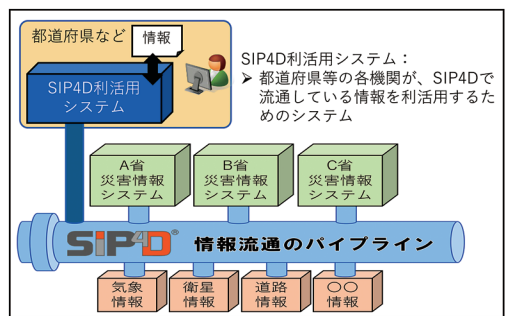 都道府県など
情報
SIP4D利活用
システム
SIP4D利活用システム：
➢ 都道府県等の各機関が、SIP4Dで
流通している情報を利活用するた
めのシステム
A省
災害情報
システム
B省
災害情報
システム
C省
災害情報
システム
SIP4D® 情報流通のパイプライン
気象
情報
衛星
情報
道路
情報
〇〇
情報